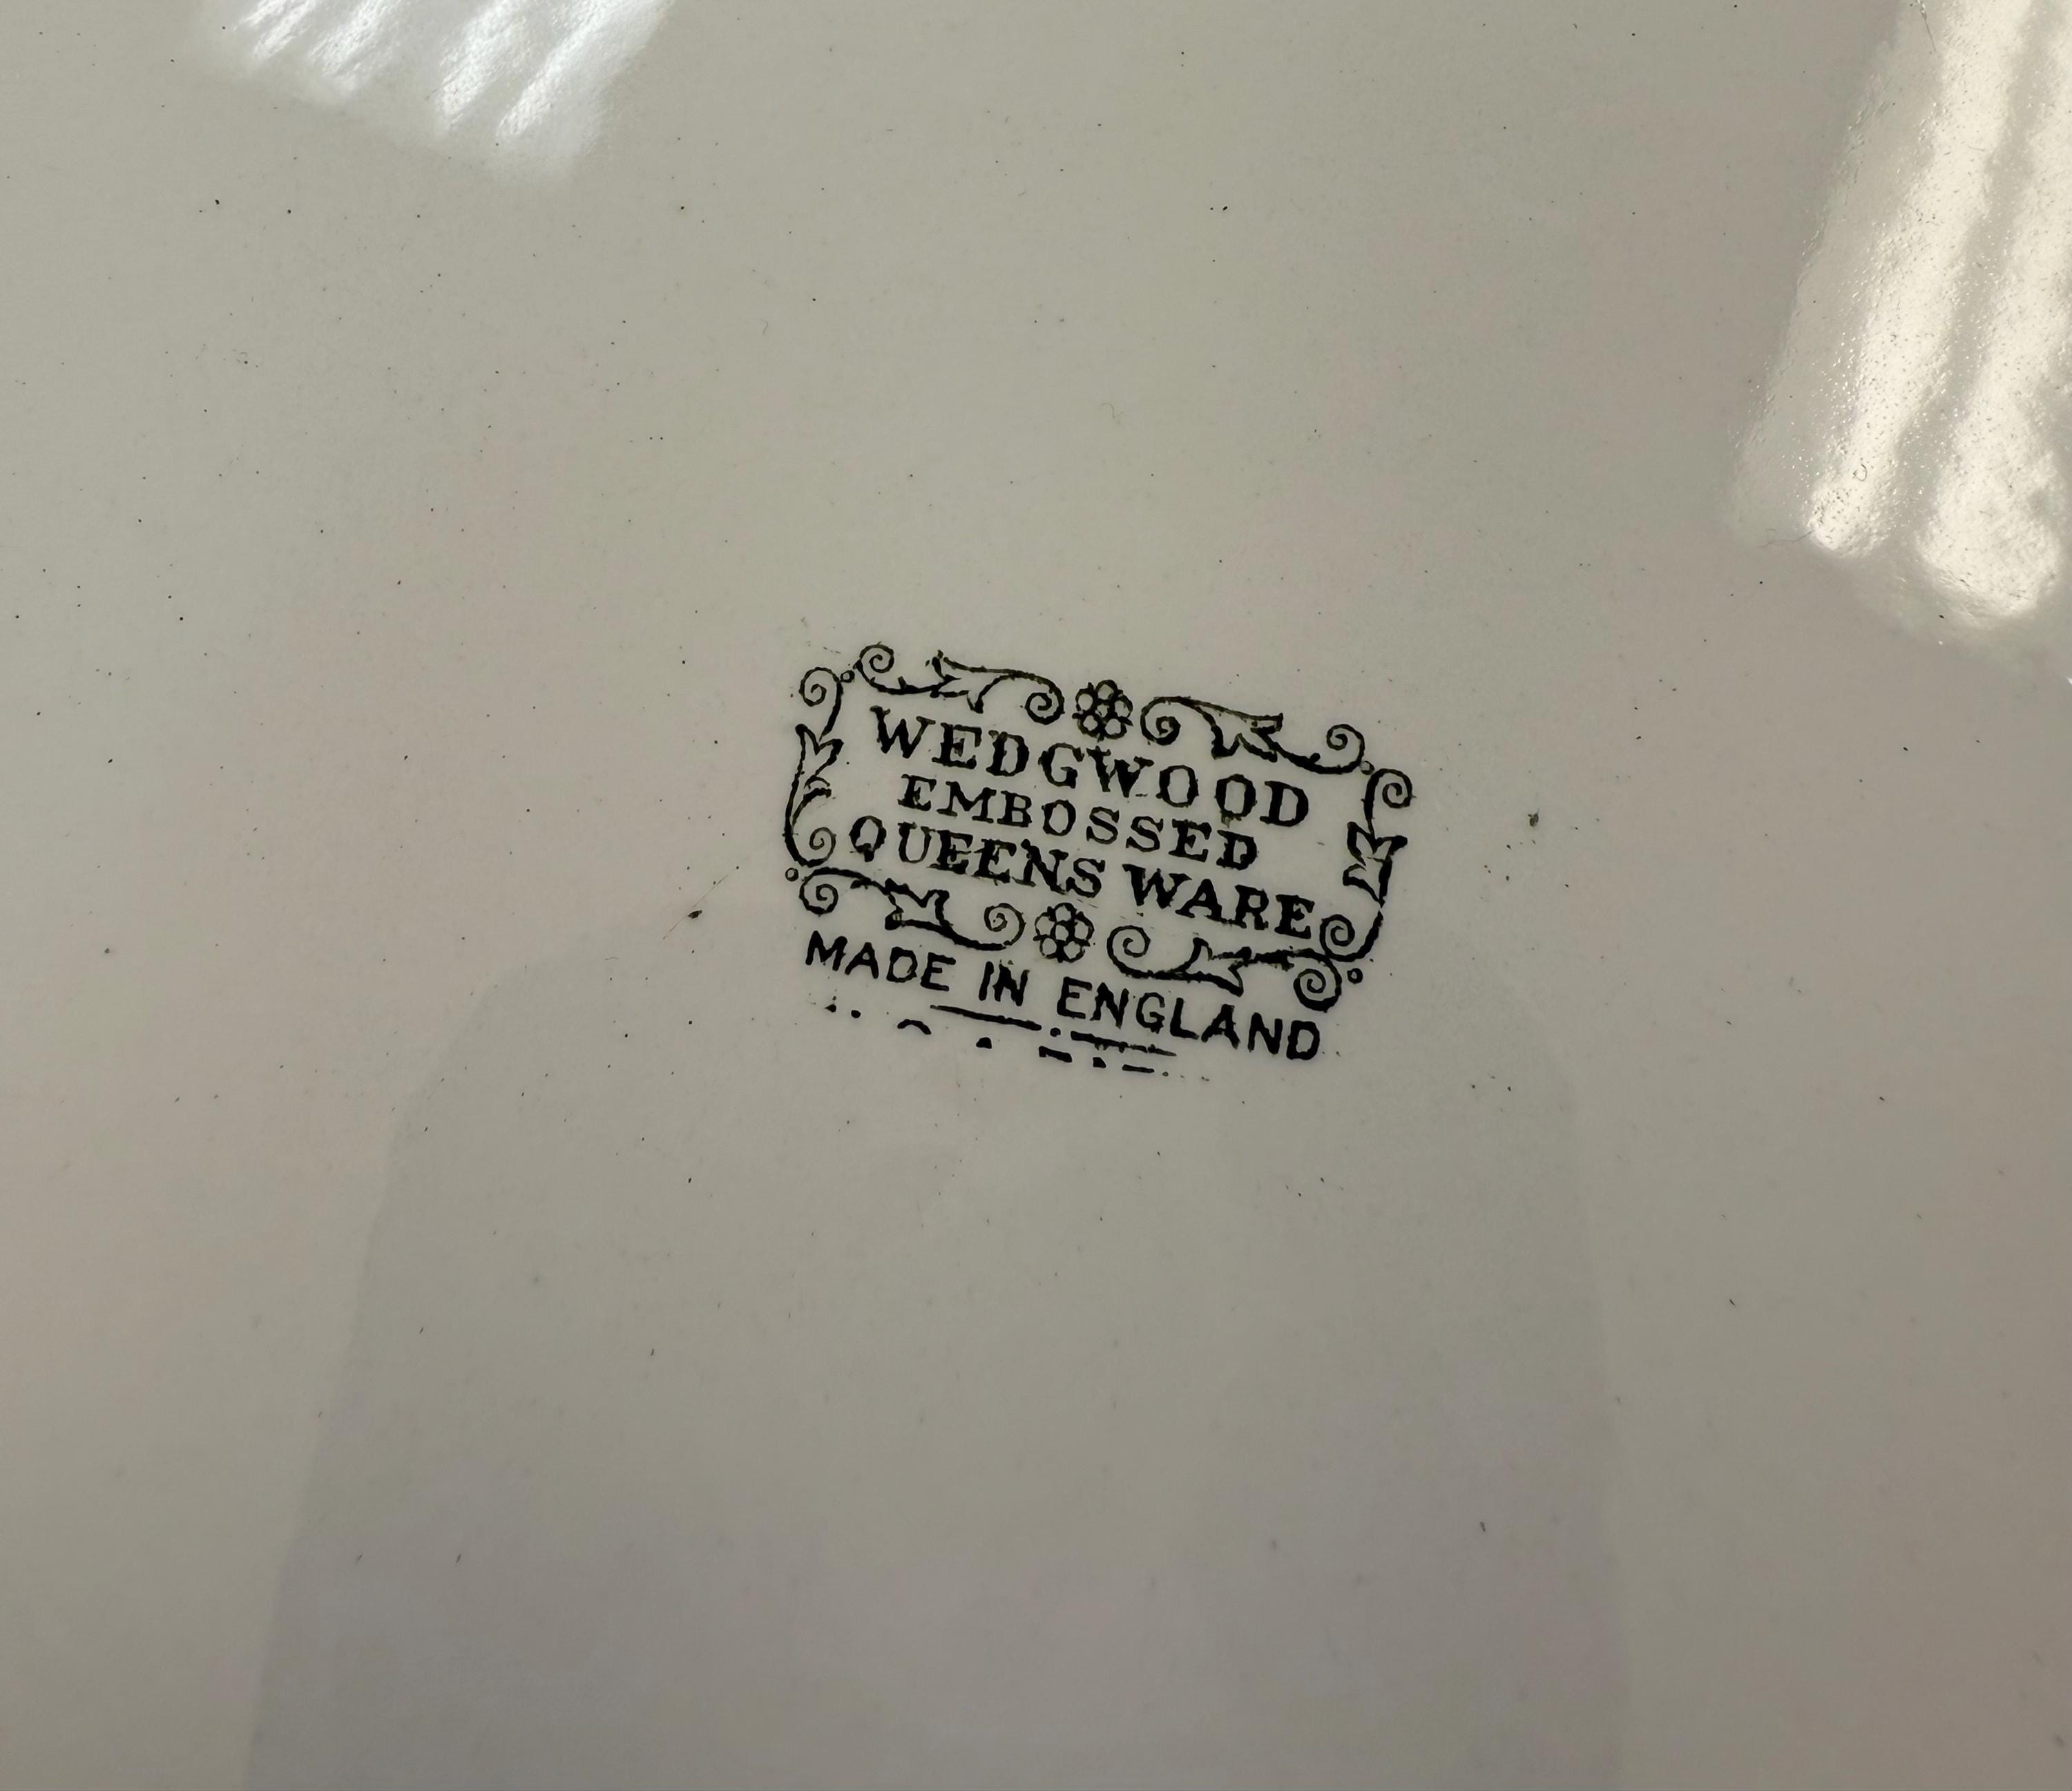 WEDGWOOD
EMBOSSED
QUEENS WARE
MADE IN ENGLAND